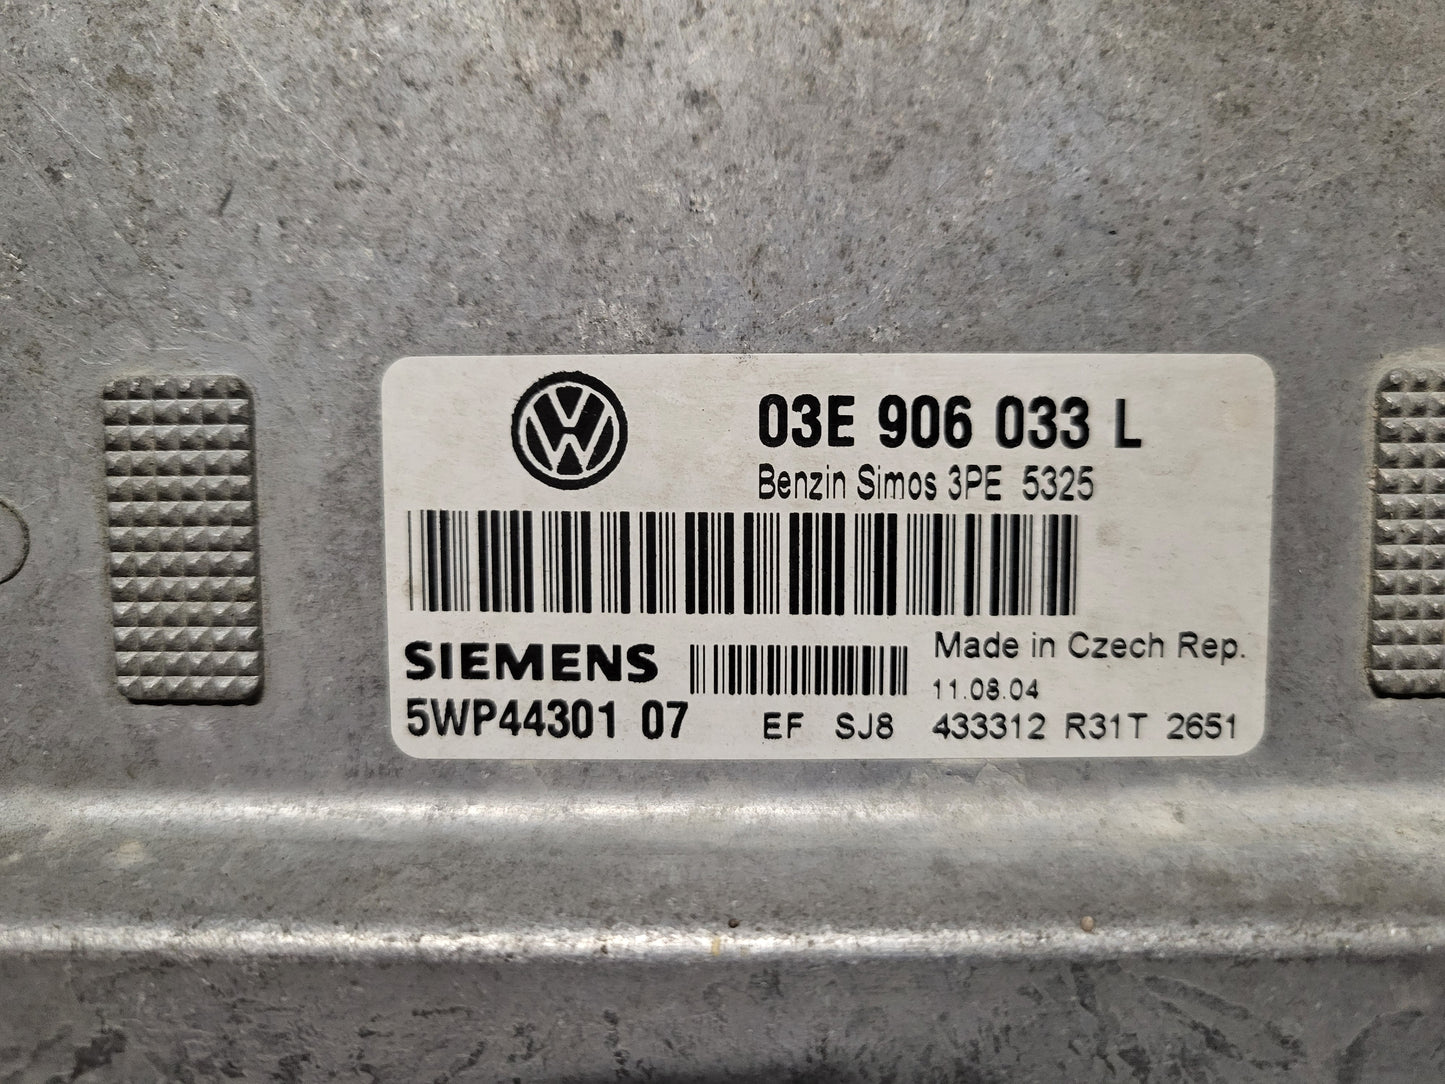 03E 906 033 L
Benzin Simos 3PE 5325
SIEMENS
Made in Czech Rep.
11.08.04
5WP44301 07
EF SJ8 433312 R31T 2651